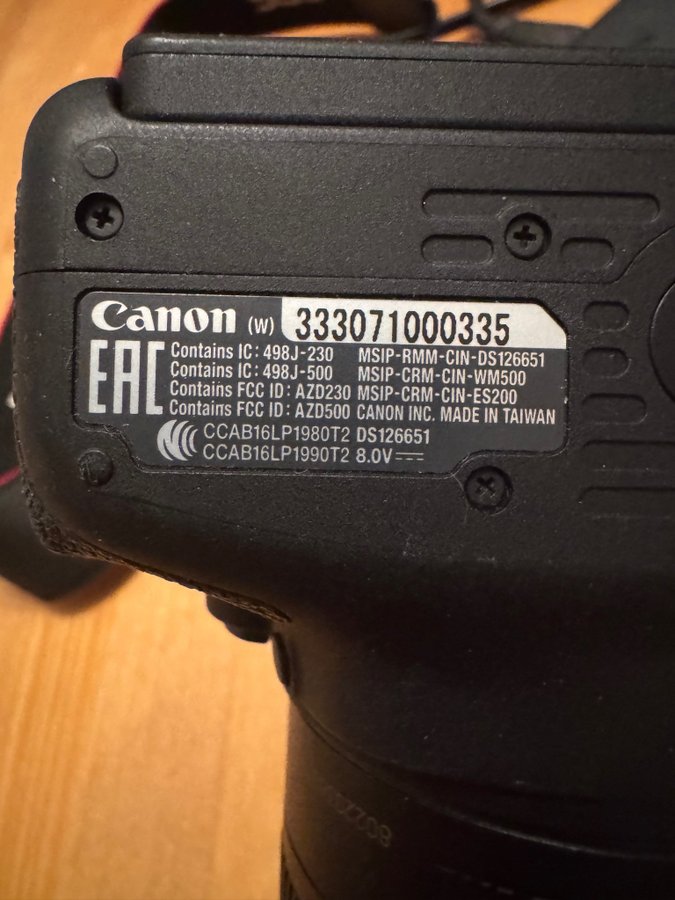 Canon (W) 333071000335
EAC
Contains IC: 498J-230 MSIP-RMM-CIN-DS126651
Contains IC: 498J-500 MSIP-CRM-CIN-WM500
Contains FCC ID: AZD230 MSIP-CRM-CIN-ES200
Contains FCC ID: AZD500 CANON INC. MADE IN TAIWAN
CCAB16LP1980T2 DS126651
CCAB16LP1990T2 8.0V